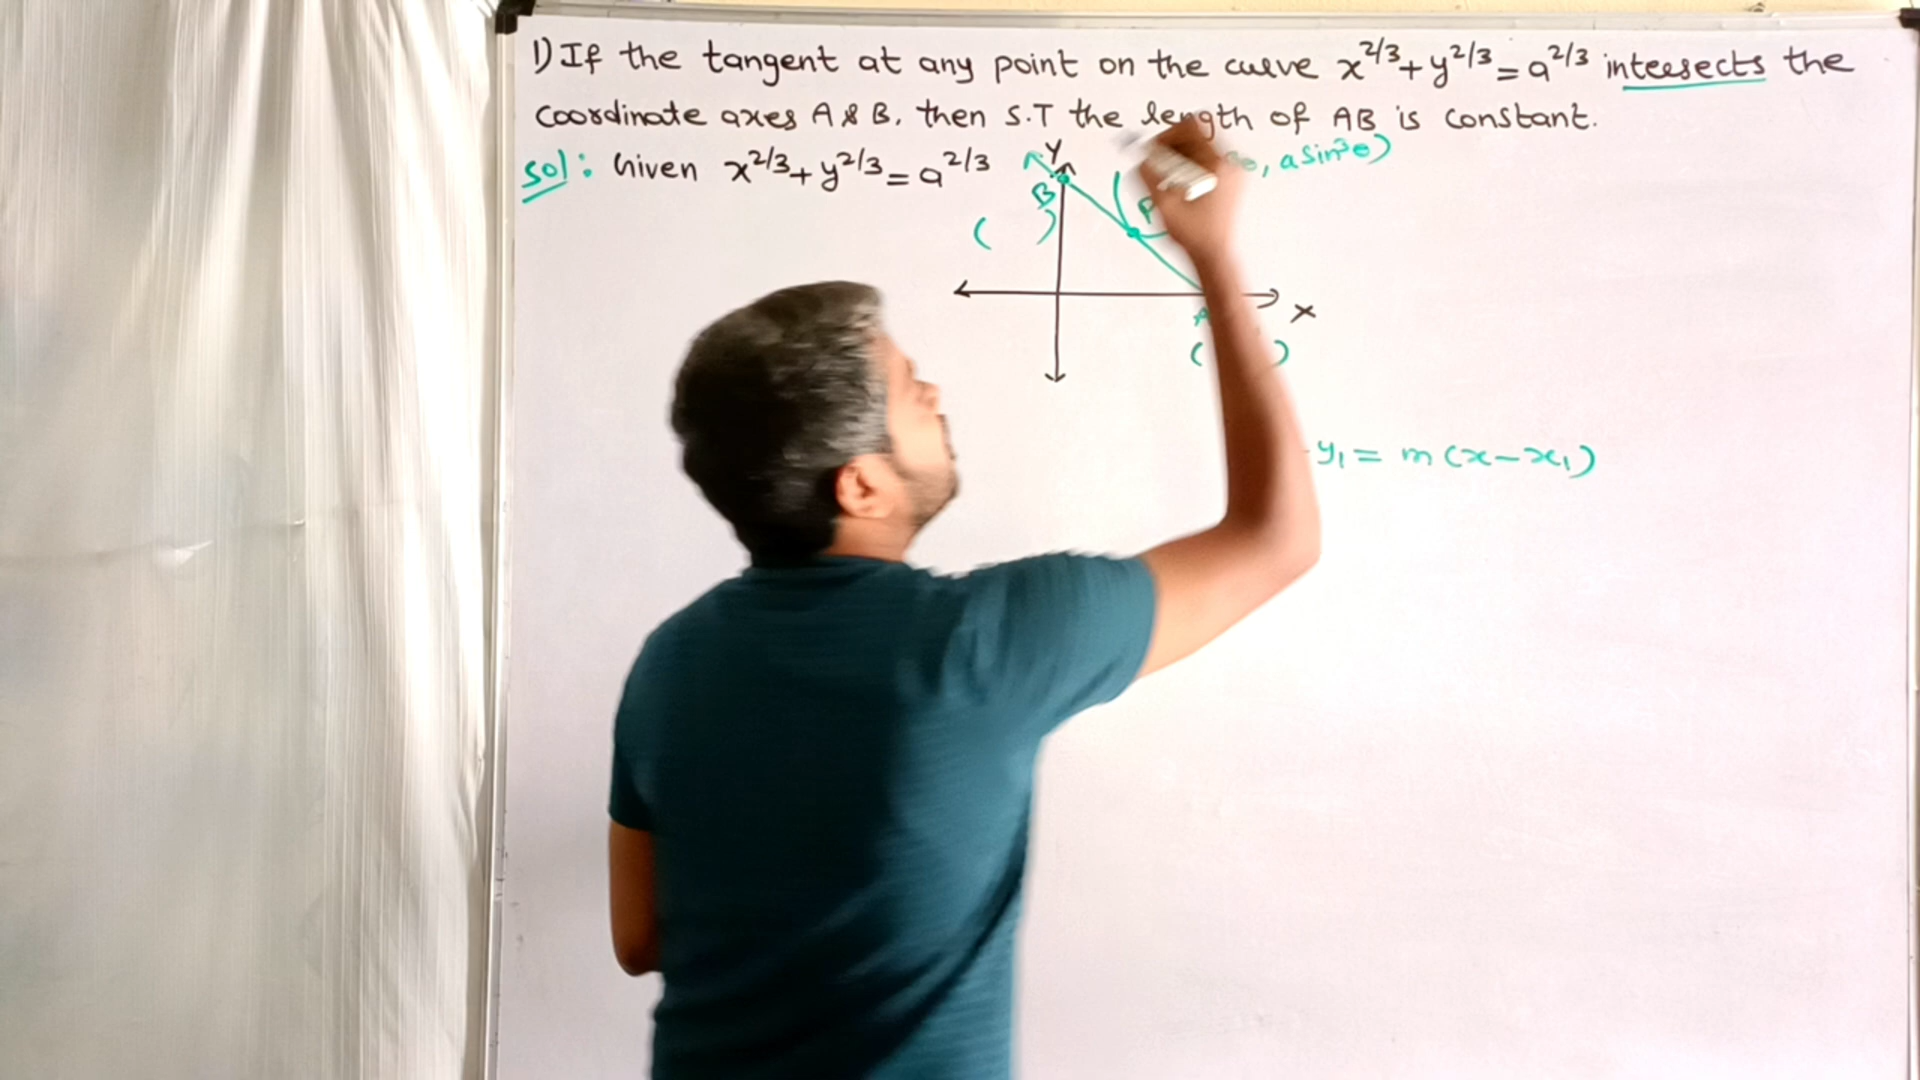 1) If the tangent at any point on the curve x^{2/3}+y^{2/3}=a^{2/3} intersects the
coordinate axes A & B, then S.T the length of AB is constant.
Sol: Given x^{2/3}+y^{2/3}=a^{2/3}
Y
θ, a sin³θ)
B
P
( )
X
A
( )
y₁ = m(x-x₁)